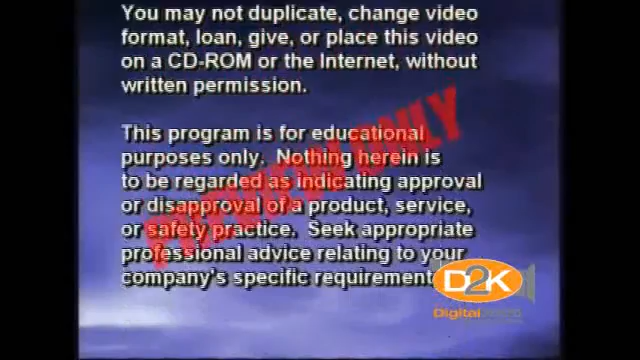 You may not duplicate, change video
format, loan, give, or place this video
on a CD-ROM or the Internet, without
written permission.
This program is for educational
purposes only. Nothing herein is
to be regarded as indicating approval
or disapproval of a product, service,
or safety practice. Seek appropriate
professional advice relating to your
company's specific requirement
PREVIEW ONLY
D2K
Digital